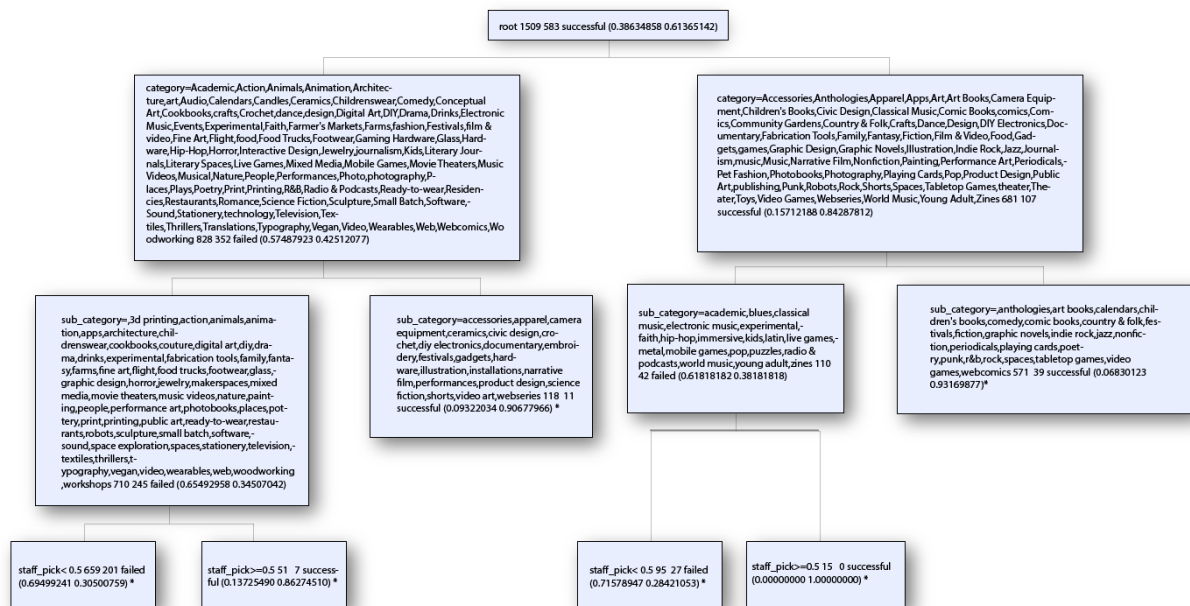 root 1509 583 successful (0.38634858 0.61365142)
category=Academic,Action,Animals,Animation,Architec-
ture,art,Audio,Calendars,Candles,Ceramics,Childrenswear,Comedy,Conceptual
Art,Cookbooks,crafts,Crochet,dance,design,Digital Art,DIY,Drama,Drinks,Electronic
Music,Events,Experimental,Faith,Farmer's Markets,Farms,fashion,Festivals,film &
video,Fine Art,Flight,food,Food Trucks,Footwear,Gaming Hardware,Glass,Hard-
ware,Hip-Hop,Horror,Interactive Design,Jewelry,journalism,Kids,Literary Jour-
nals,Literary Spaces,Live Games,Mixed Media,Mobile Games,Movie Theaters,Music
Videos,Musical,Nature,People,Performances,Photo,photography,P-
laces,Plays,Poetry,Print,Printing,R&B,Radio & Podcasts,Ready-to-wear,Residen-
cies,Restaurants,Romance,Science Fiction,Sculpture,Small Batch,Software,-
Sound,Stationery,technology,Television,Tex-
tiles,Thrillers,Translations,Typography,Vegan,Video,Wearables,Web,Webcomics,Wo
odworking 828 352 failed (0.57487923 0.42512077)
category=Accessories,Anthologies,Apparel,Apps,Art,Art Books,Camera Equip-
ment,Children's Books,Civic Design,Classical Music,Comic Books,comics,Com-
ics,Community Gardens,Country & Folk,Crafts,Dance,Design,DIY Electronics,Doc-
umentary,Fabrication Tools,Family,Fantasy,Fiction,Film & Video,Food,Gad-
gets,games,Graphic Design,Graphic Novels,Illustration,Indie Rock,Jazz,Journal-
ism,music,Music,Narrative Film,Nonfiction,Painting,Performance Art,Periodicals,-
Pet Fashion,Photobooks,Photography,Playing Cards,Pop,Product Design,Public
Art,publishing,Punk,Robots,Rock,Shorts,Spaces,Tabletop Games,theater,The-
ater,Toys,Video Games,Webseries,World Music,Young Adult,Zines 681 107
successful (0.15712188 0.84287812)
sub_category=,3d printing,action,animals,anima-
tion,apps,architecture,chil-
drenswear,cookbooks,couture,digital art,diy,dra-
ma,drinks,experimental,fabrication tools,family,fanta-
sy,farms,fine art,flight,food trucks,footwear,glass,-
graphic design,horror,jewelry,makerspaces,mixed
media,movie theaters,music videos,nature,paint-
ing,people,performance art,photobooks,places,pot-
tery,print,printing,public art,ready-to-wear,restau-
rants,robots,sculpture,small batch,software,-
sound,space exploration,spaces,stationery,television,-
textiles,thrillers,t-
ypography,vegan,video,wearables,web,woodworking
,workshops 710 245 failed (0.65492958 0.34507042)
sub_category=accessories,apparel,camera
equipment,ceramics,civic design,cro-
chet,diy electronics,documentary,embroi-
dery,festivals,gadgets,hard-
ware,illustration,installations,narrative
film,performances,product design,science
fiction,shorts,video art,webseries 118 11
successful (0.09322034 0.90677966) *
sub_category=academic,blues,classical
music,electronic music,experimental,-
faith,hip-hop,immersive,kids,latin,live games,-
metal,mobile games,pop,puzzles,radio &
podcasts,world music,young adult,zines 110
42 failed (0.61818182 0.38181818)
sub_category=,anthologies,art books,calendars,chil-
dren's books,comedy,comic books,country & folk,fes-
tivals,fiction,graphic novels,indie rock,jazz,nonfic-
tion,periodicals,playing cards,poet-
ry,punk,r&b,rock,spaces,tabletop games,video
games,webcomics 571 39 successful (0.06830123
0.93169877)*
staff_pick< 0.5 659 201 failed
(0.69499241 0.30500759) *
staff_pick>=0.5 51 7 success-
ful (0.13725490 0.86274510) *
staff_pick< 0.5 95 27 failed
(0.71578947 0.28421053) *
staff_pick>=0.5 15 0 successful
(0.00000000 1.00000000) *